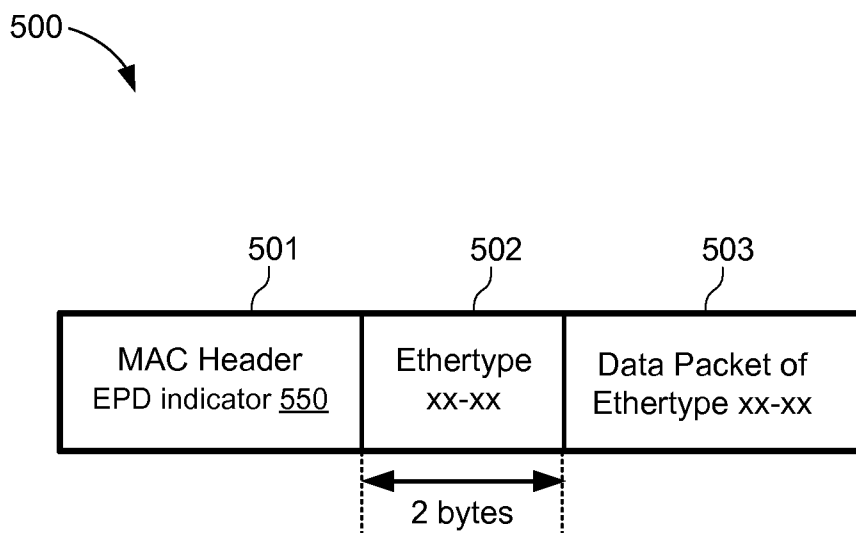 500
501
502
503
MAC Header
EPD indicator 550
Ethertype
xx-xx
Data Packet of
Ethertype xx-xx
2 bytes